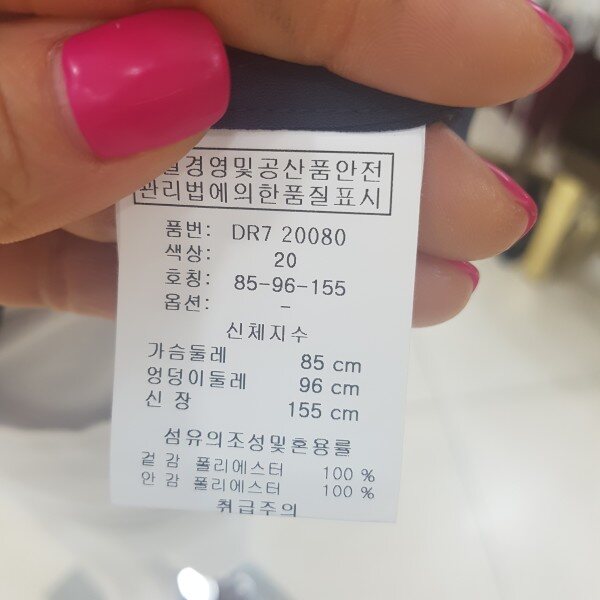 경영및공산품안전
관리법에의한품질표시
품번: DR7 20080
색상: 20
호칭: 85-96-155
옵션: -
신체지수
가슴둘레 85 cm
엉덩이둘레 96 cm
신 장 155 cm
섬유의조성및혼용률
겉 감 폴리에스터 100 %
안 감 폴리에스터 100 %
취급주의